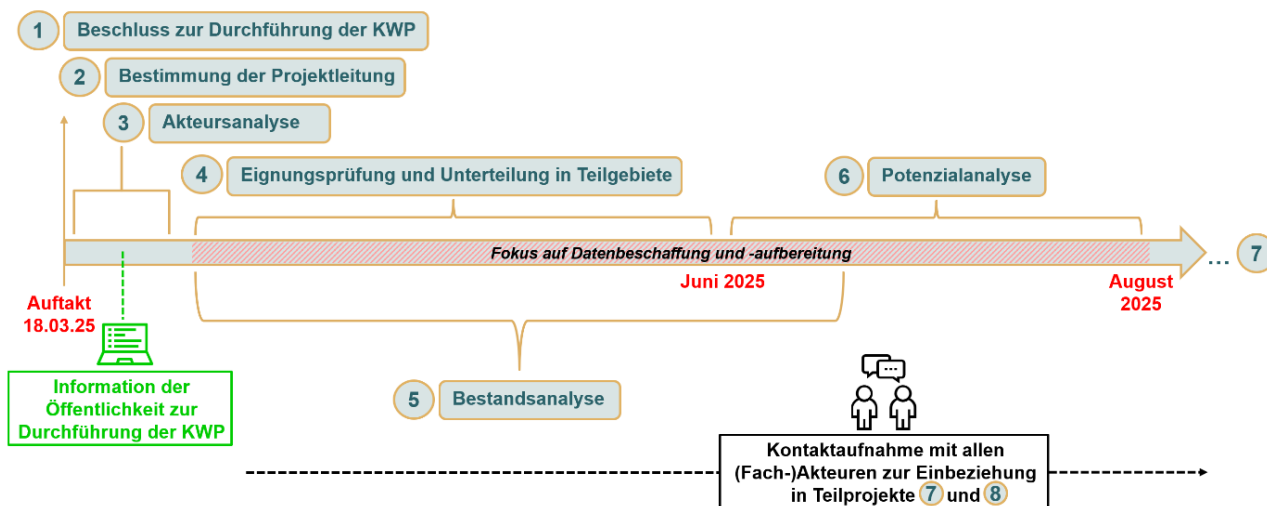 1 Beschluss zur Durchführung der KWP
2 Bestimmung der Projektleitung
3 Akteursanalyse
4 Eignungsprüfung und Unterteilung in Teilgebiete
6 Potenzialanalyse
Fokus auf Datenbeschaffung und -aufbereitung
... 7
Auftakt
18.03.25
Juni 2025
August
2025
Information der
Öffentlichkeit zur
Durchführung der KWP
5 Bestandsanalyse
Kontaktaufnahme mit allen
(Fach-)Akteuren zur Einbeziehung
in Teilprojekte 7 und 8